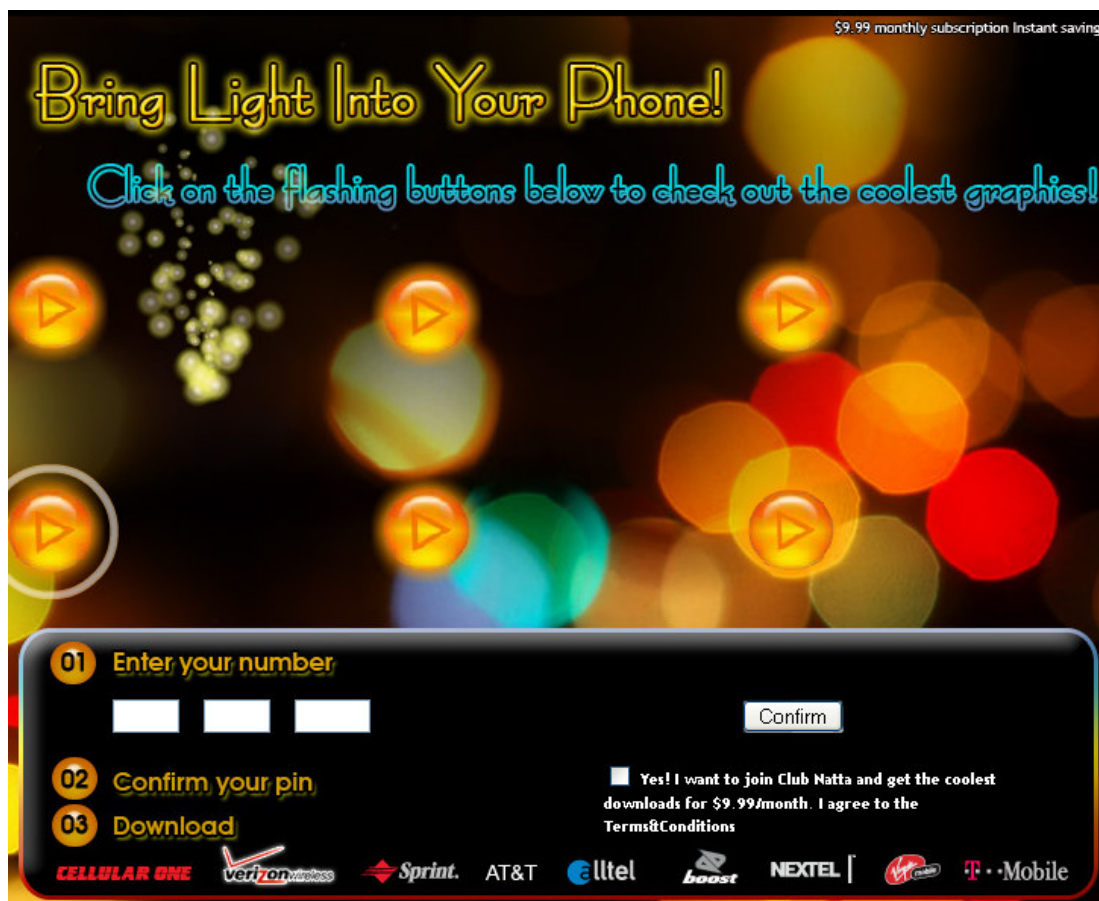 $9.99 monthly subscription Instant saving
Bring Light Into Your Phone!
Click on the flashing buttons below to check out the coolest graphics!
01 Enter your number
Confirm
02 Confirm your pin
Yes! I want to join Club Natta and get the coolest
downloads for $9.99/month. I agree to the
Terms&Conditions
03 Download
CELLULAR ONE verizon wireless Sprint. AT&T alltel boost NEXTEL Virgin mobile T··Mobile